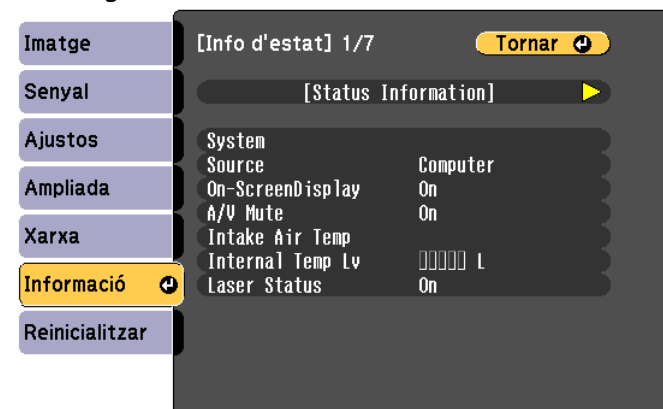 Imatge
Senyal
Ajustos
Ampliada
Xarxa
Informació
Reinicialitzar
[Info d'estat] 1/7 Tornar
[Status Information]
System
Source Computer
On-ScreenDisplay On
A/V Mute On
Intake Air Temp
Internal Temp Lv L
Laser Status On